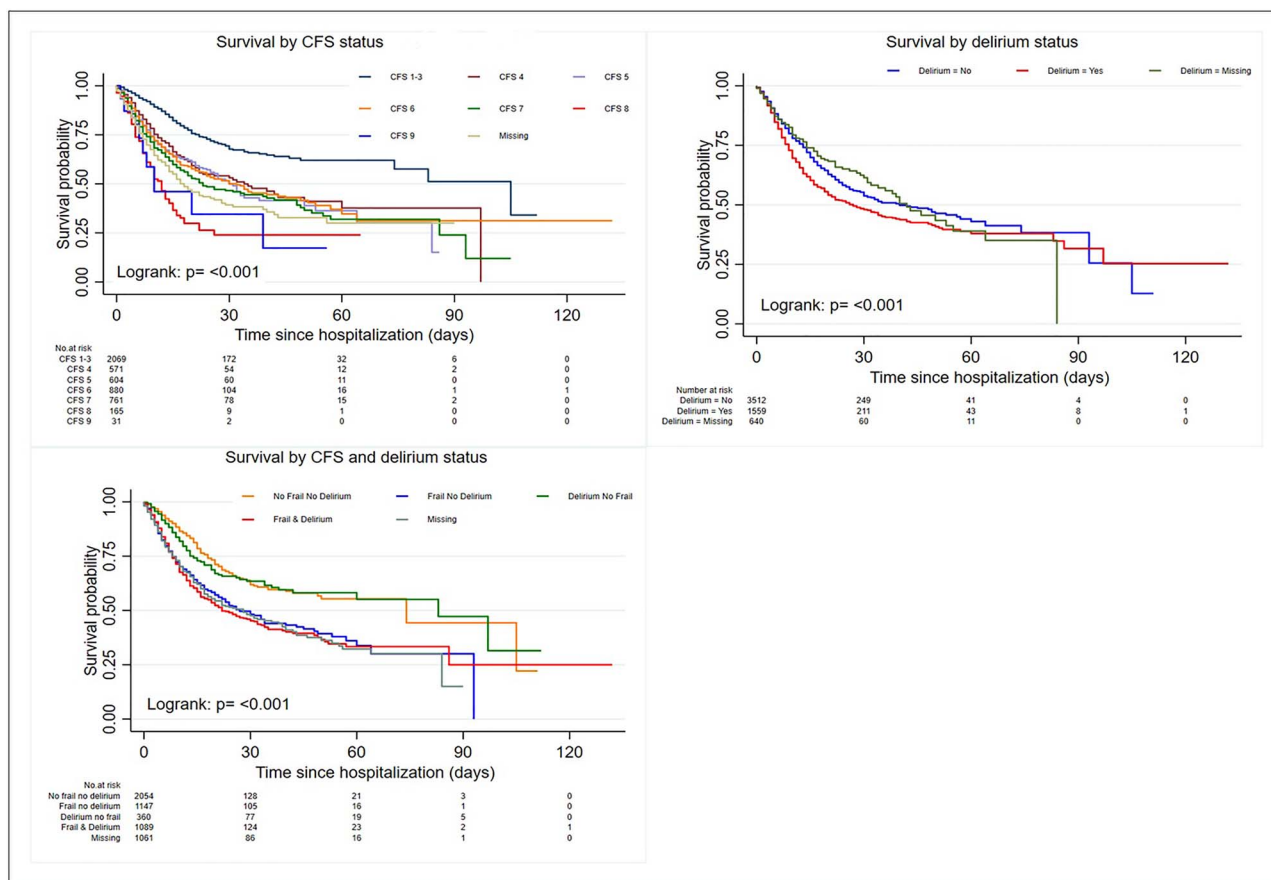 Survival by CFS status
CFS 1-3 CFS 4 CFS 5
CFS 6 CFS 7 CFS 8
CFS 9 Missing
Survival probability
1.00
0.75
0.50
0.25
0.00
Logrank: p= <0.001
0 30 60 90 120
Time since hospitalization (days)
No.at risk
CFS 1-3 2069 172 32 6 0
CFS 4 571 54 12 2 0
CFS 5 604 60 11 0 0
CFS 6 880 104 16 1 1
CFS 7 761 78 15 2 0
CFS 8 165 9 1 0 0
CFS 9 31 2 0 0 0
Survival by delirium status
Delirium = No Delirium = Yes Delirium = Missing
Survival probability
1.00
0.75
0.50
0.25
0.00
Logrank: p= <0.001
0 30 60 90 120
Time since hospitalization (days)
Number at risk
Delirium = No 3512 249 41 4 0
Delirium = Yes 1559 211 43 8 1
Delirium = Missing 640 60 11 0 0
Survival by CFS and delirium status
No Frail No Delirium Frail No Delirium Delirium No Frail
Frail & Delirium Missing
Survival probability
1.00
0.75
0.50
0.25
0.00
Logrank: p= <0.001
0 30 60 90 120
Time since hospitalization (days)
No.at risk
No frail no delirium 2054 128 21 3 0
Frail no delirium 1147 105 16 1 0
Delirium no frail 360 77 19 5 0
Frail & Delirium 1089 124 23 2 1
Missing 1061 86 16 1 0